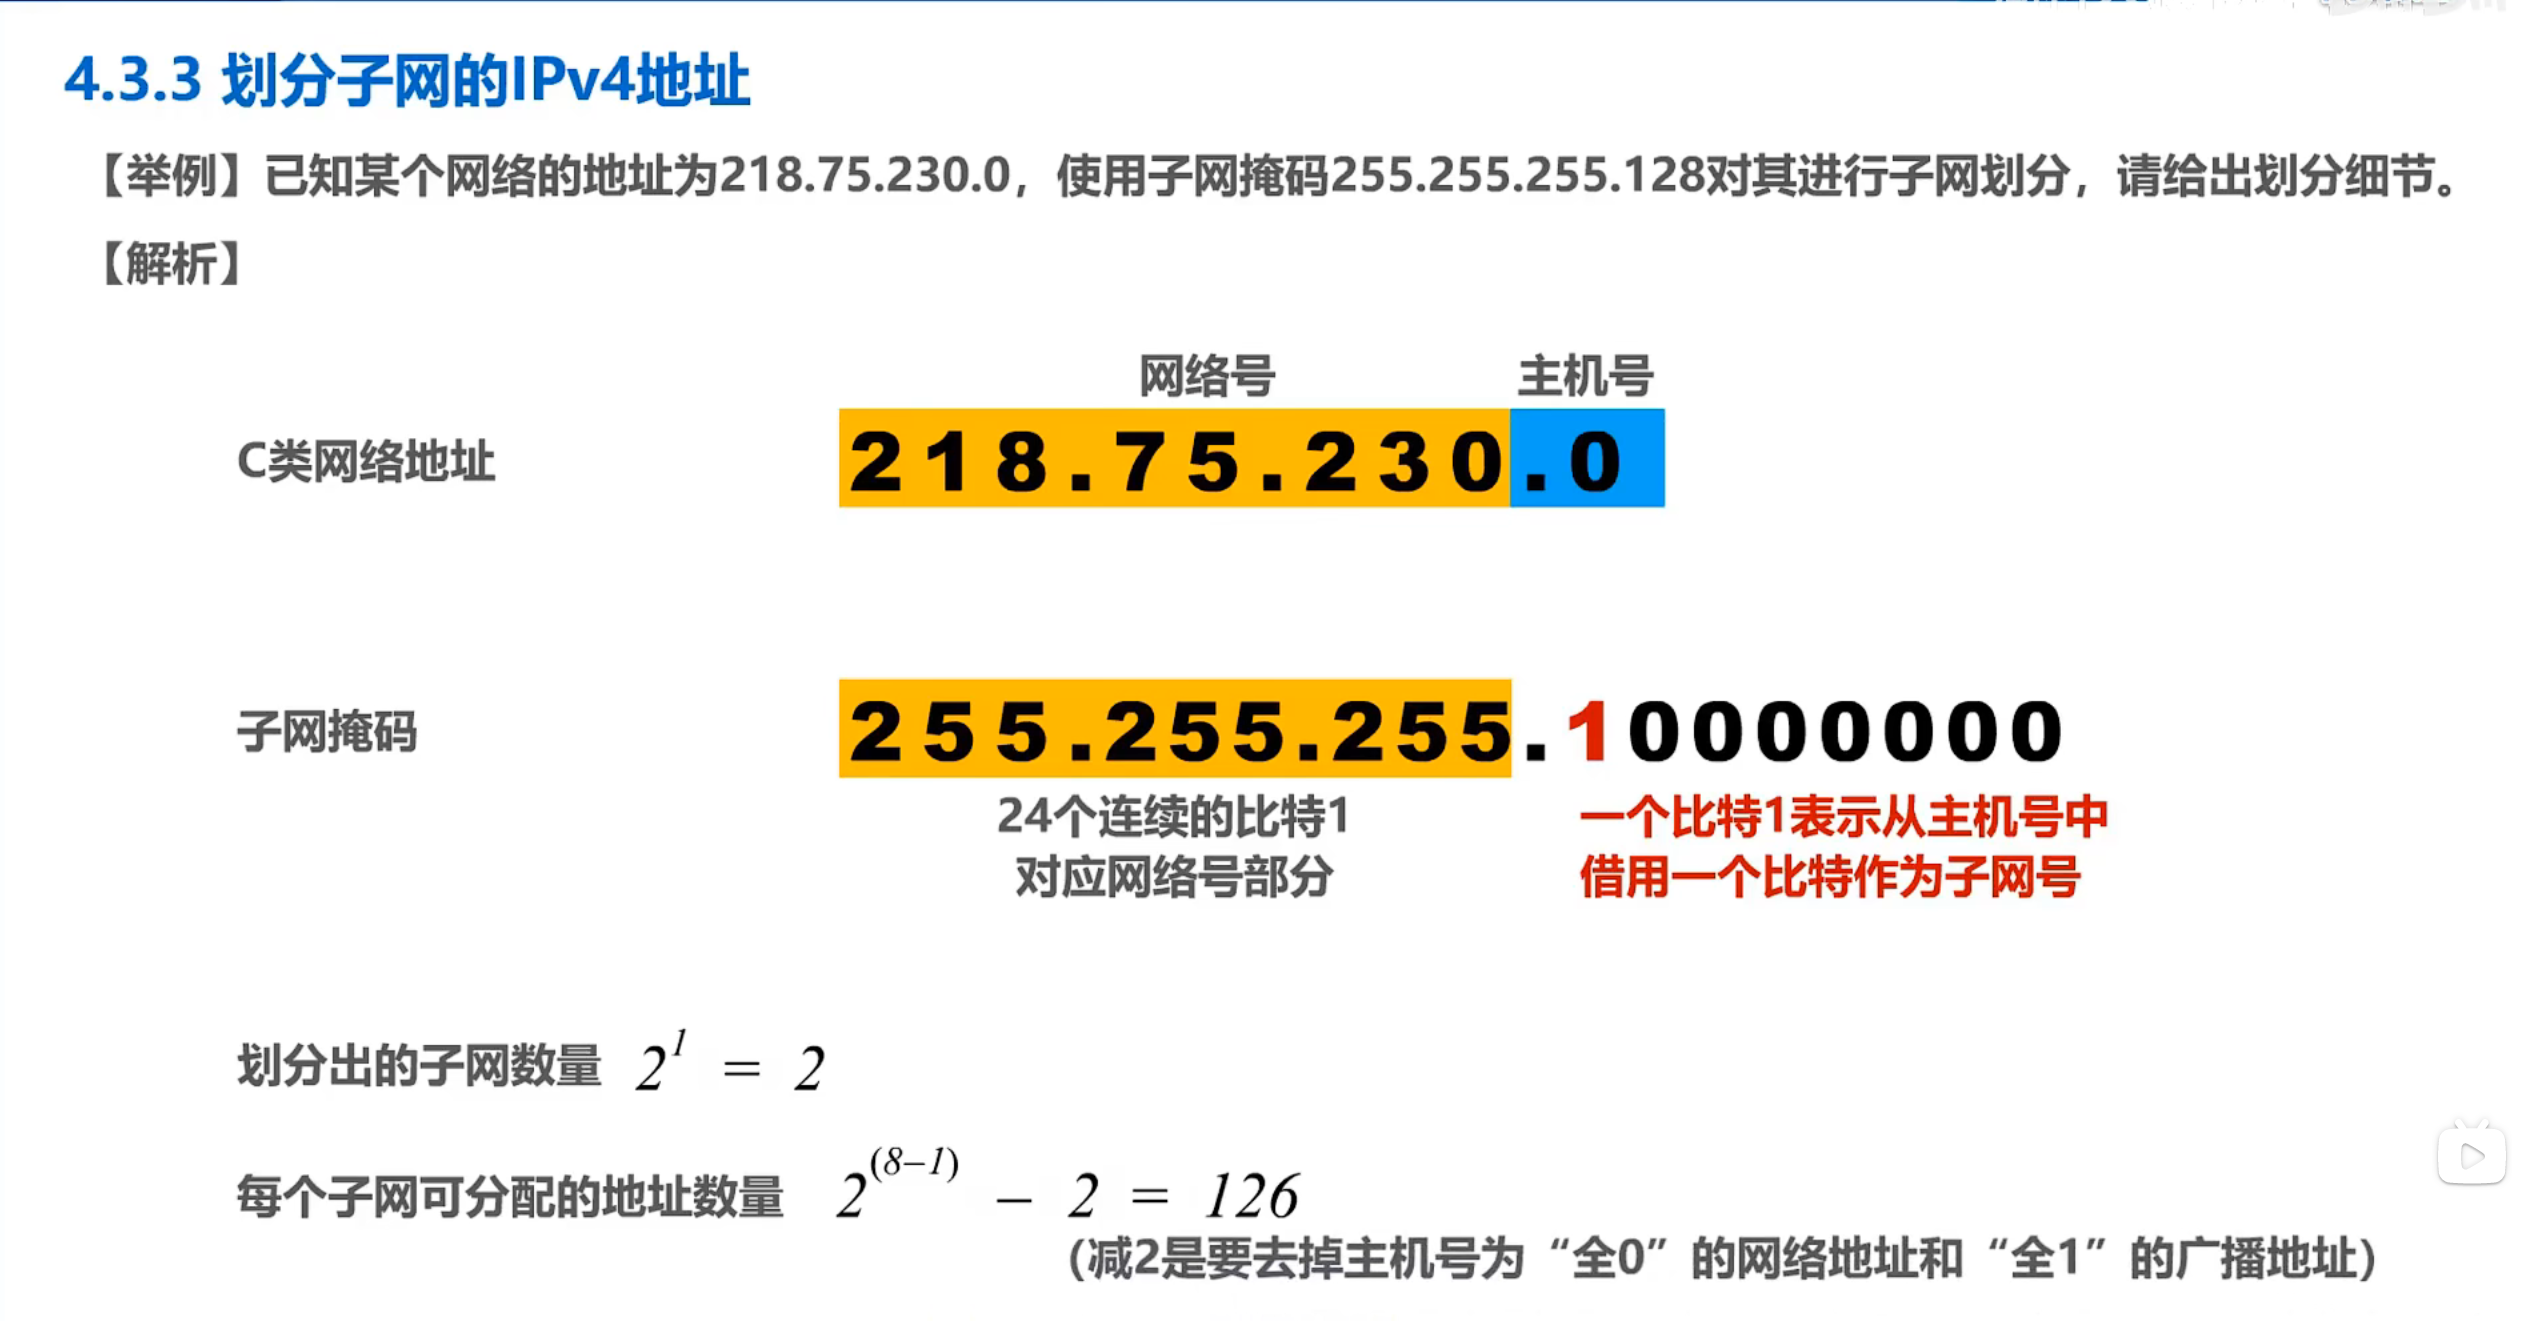 4.3.3 划分子网的IPv4地址
【举例】已知某个网络的地址为218.75.230.0，使用子网掩码255.255.255.128对其进行子网划分，请给出划分细节。
【解析】
网络号 主机号
C类网络地址 218.75.230.0
子网掩码 255.255.255.10000000
24个连续的比特1 一个比特1表示从主机号中
对应网络号部分 借用一个比特作为子网号
划分出的子网数量 2^1 = 2
每个子网可分配的地址数量 2^(8-1) - 2 = 126
（减2是要去掉主机号为“全0”的网络地址和“全1”的广播地址）